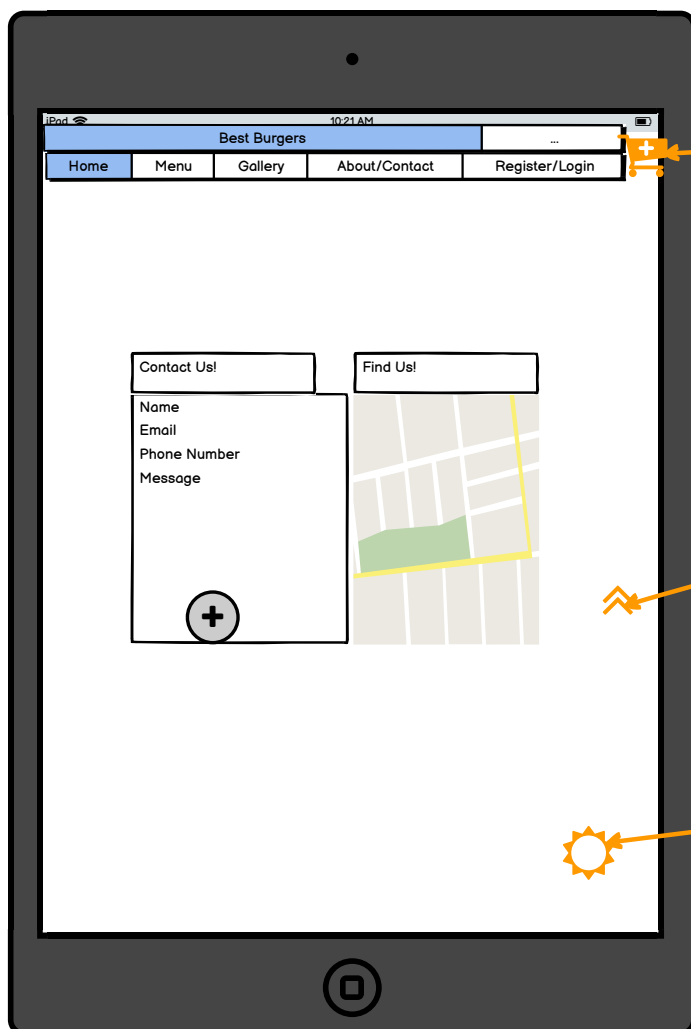 iPad 10:21 AM
Best Burgers ...
Home Menu Gallery About/Contact Register/Login
Contact Us! Find Us!
Name
Email
Phone Number
Message